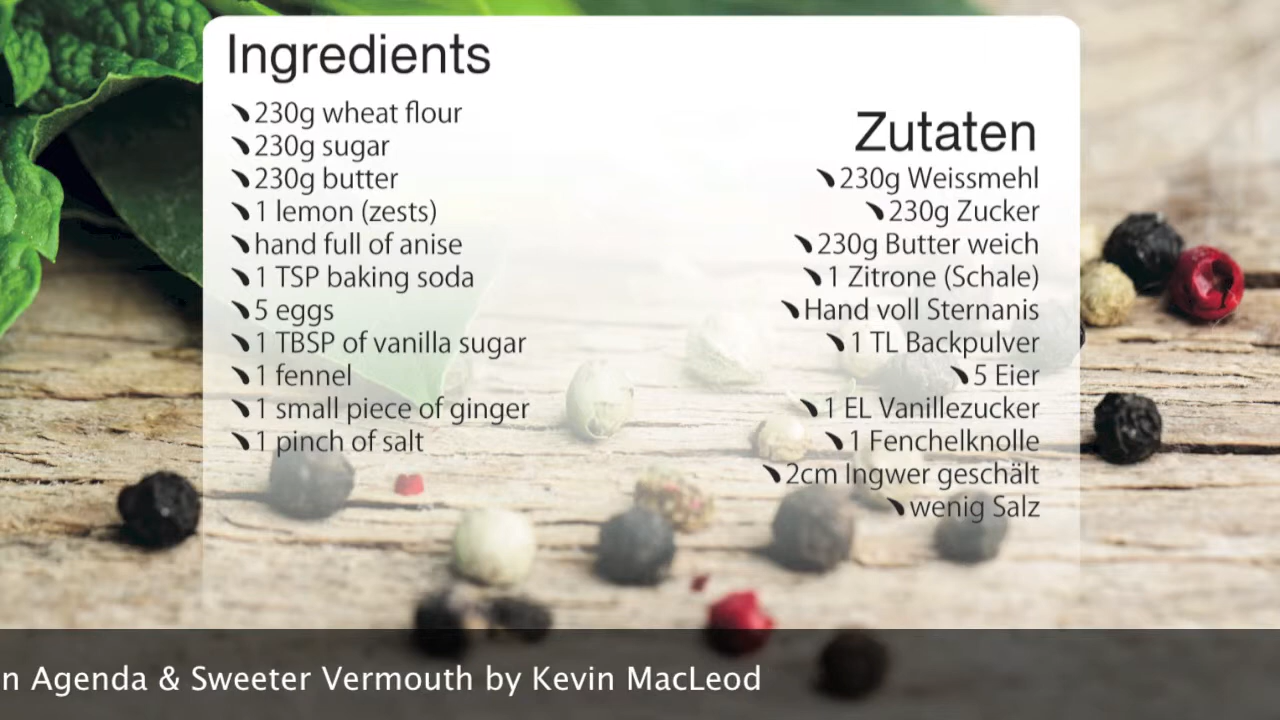 Ingredients
230g wheat flour
230g sugar
230g butter
1 lemon (zests)
hand full of anise
1 TSP baking soda
5 eggs
1 TBSP of vanilla sugar
1 fennel
1 small piece of ginger
1 pinch of salt
Zutaten
230g Weissmehl
230g Zucker
230g Butter weich
1 Zitrone (Schale)
Hand voll Sternanis
1 TL Backpulver
5 Eier
1 EL Vanillezucker
1 Fenchelknolle
2cm Ingwer geschält
wenig Salz
n Agenda & Sweeter Vermouth by Kevin MacLeod